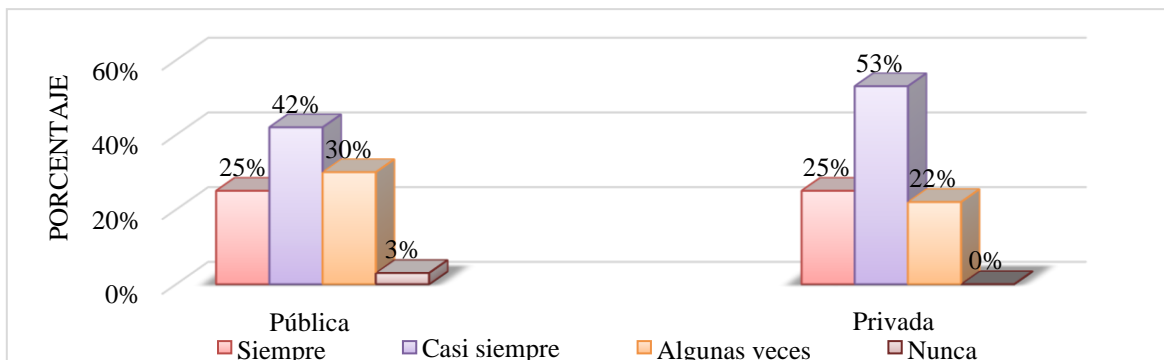 PORCENTAJE
60%
40%
20%
0%
25%
42%
30%
3%
25%
53%
22%
0%
Pública
Privada
Siempre
Casi siempre
Algunas veces
Nunca